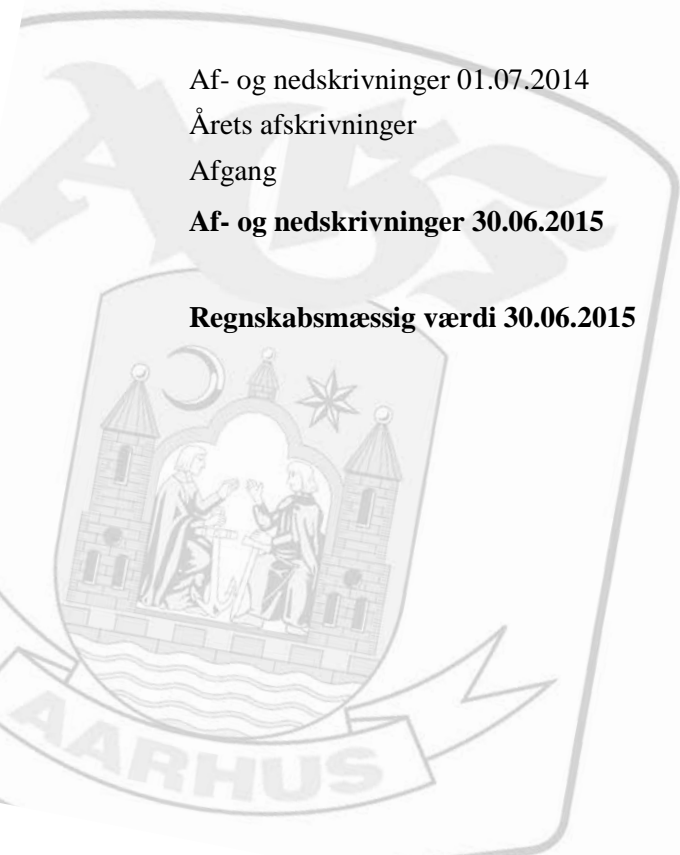 Af- og nedskrivninger 01.07.2014
Årets afskrivninger
Afgang
Af- og nedskrivninger 30.06.2015
Regnskabsmæssig værdi 30.06.2015
AGF
AARHUS